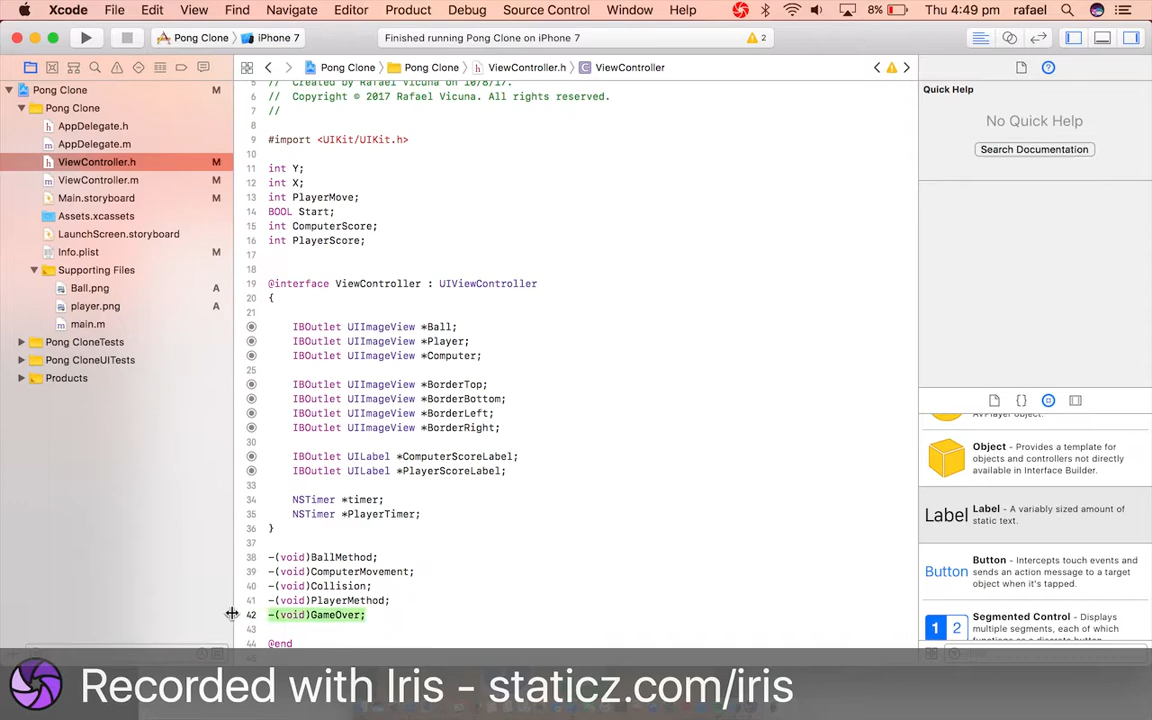 Xcode File Edit View Find Navigate Editor Product Debug Source Control Window Help 8% Thu 4:49 pm rafael
Pong Clone iPhone 7 Finished running Pong Clone on iPhone 7 2
Pong Clone Pong Clone ViewController.h ViewController
Pong Clone M
Pong Clone
AppDelegate.h
AppDelegate.m
ViewController.h M
ViewController.m M
Main.storyboard M
Assets.xcassets
LaunchScreen.storyboard
Info.plist M
Supporting Files
Ball.png A
player.png A
main.m
Pong CloneTests
Pong CloneUITests
Products
5 // Created by Rafael Vicuna on 10/8/17.
6 // Copyright © 2017 Rafael Vicuna. All rights reserved.
7 //
8
9 #import <UIKit/UIKit.h>
10
11 int Y;
12 int X;
13 int PlayerMove;
14 BOOL Start;
15 int ComputerScore;
16 int PlayerScore;
17
18
19 @interface ViewController : UIViewController
20 {
21
IBOutlet UIImageView *Ball;
IBOutlet UIImageView *Player;
IBOutlet UIImageView *Computer;
25
IBOutlet UIImageView *BorderTop;
IBOutlet UIImageView *BorderBottom;
IBOutlet UIImageView *BorderLeft;
IBOutlet UIImageView *BorderRight;
30
IBOutlet UILabel *ComputerScoreLabel;
IBOutlet UILabel *PlayerScoreLabel;
33
34 NSTimer *timer;
35 NSTimer *PlayerTimer;
36 }
37
38 -(void)BallMethod;
39 -(void)ComputerMovement;
40 -(void)Collision;
41 -(void)PlayerMethod;
42 -(void)GameOver;
43
44 @end
Quick Help
No Quick Help
Search Documentation
AVPlayer object.
Object - Provides a template for
objects and controllers not directly
available in Interface Builder.
Label Label - A variably sized amount of
static text.
Button Button - Intercepts touch events and
sends an action message to a target
object when it's tapped.
1 2 Segmented Control - Displays
multiple segments, each of which
Recorded with Iris - staticz.com/iris